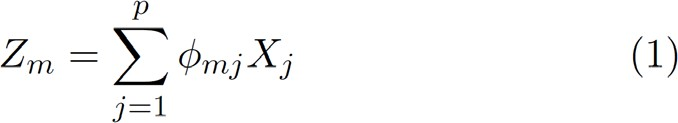 Z_m = \sum_{j=1}^{p} \phi_{mj} X_j (1)